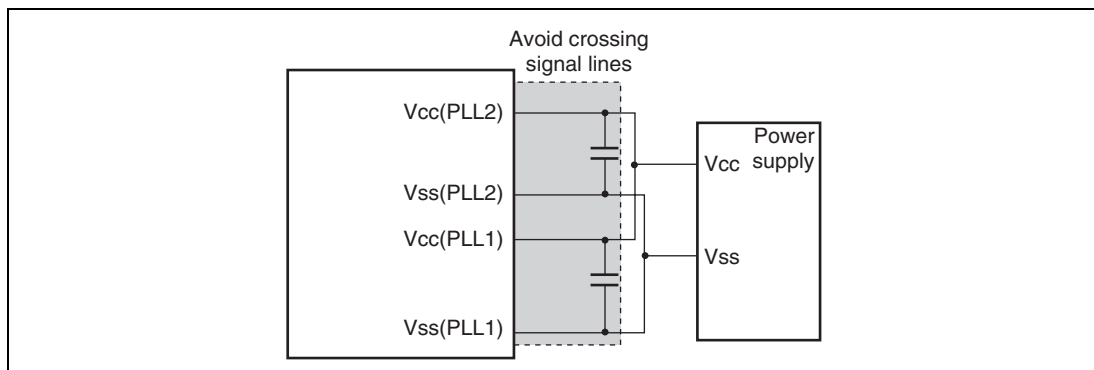 Avoid crossing
signal lines
Vcc(PLL2)
Vss(PLL2)
Vcc(PLL1)
Vss(PLL1)
Power
supply
Vcc
Vss